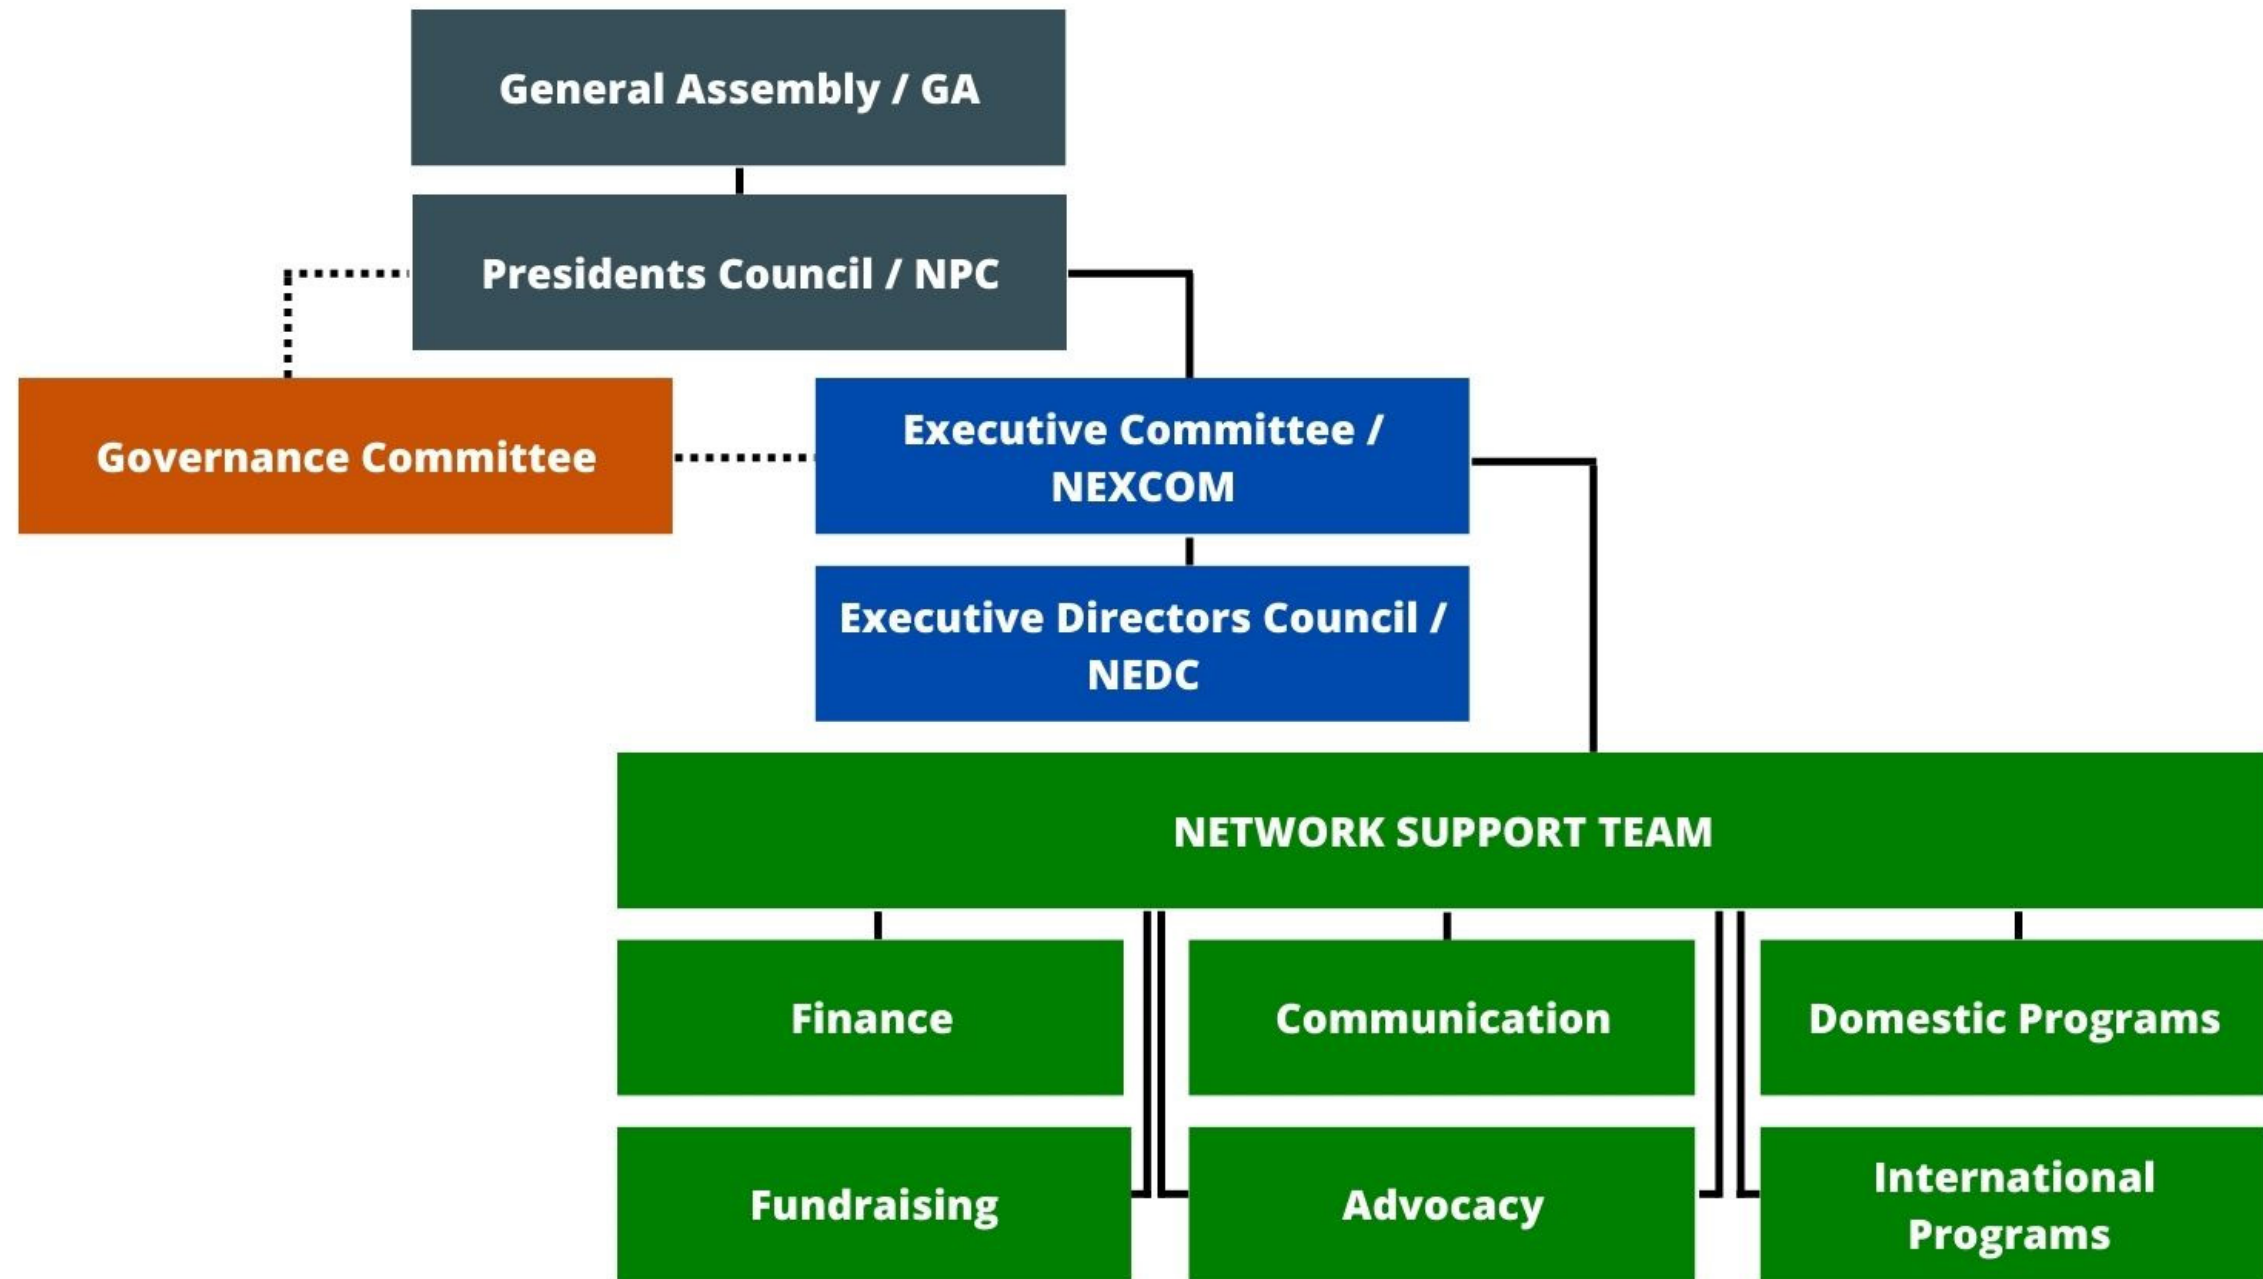 General Assembly / GA
Presidents Council / NPC
Governance Committee
Executive Committee /
NEXCOM
Executive Directors Council /
NEDC
NETWORK SUPPORT TEAM
Finance
Communication
Domestic Programs
Fundraising
Advocacy
International
Programs